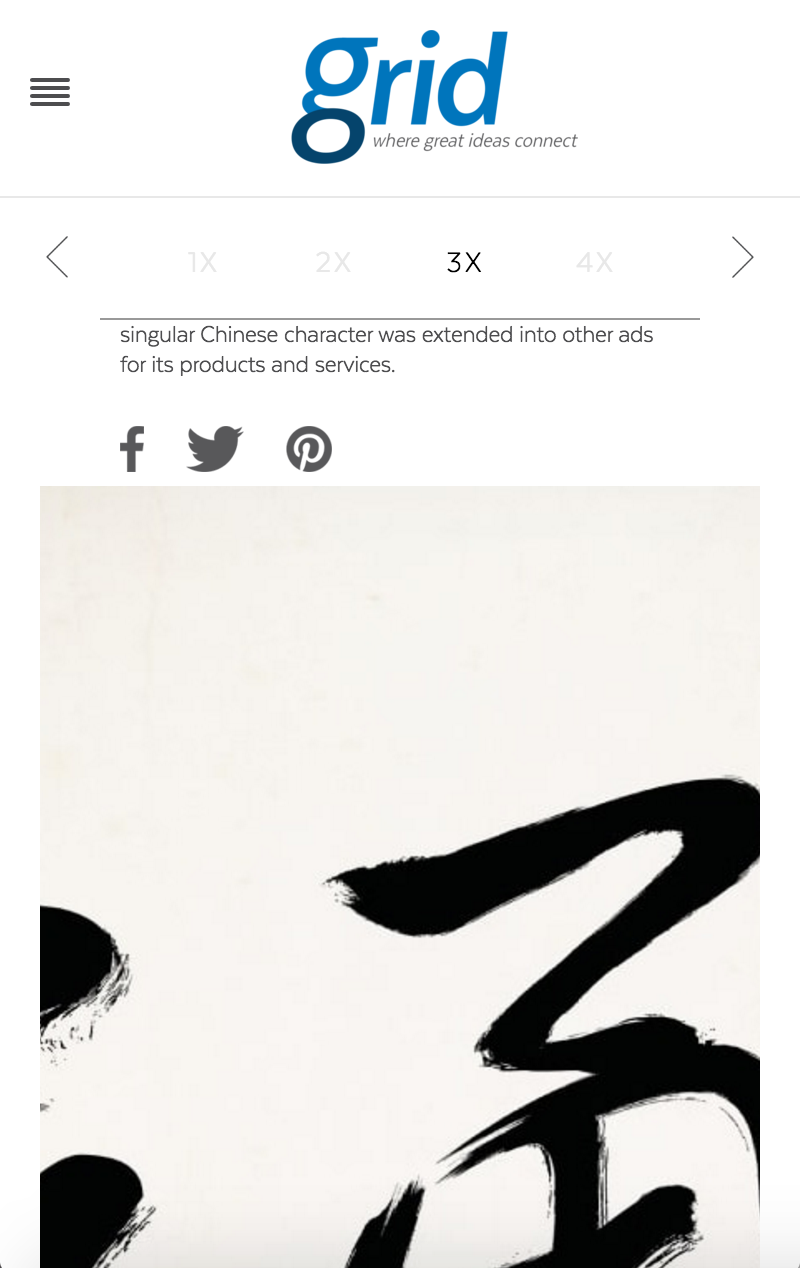 grid
where great ideas connect
1X 2X 3X 4X
singular Chinese character was extended into other ads
for its products and services.